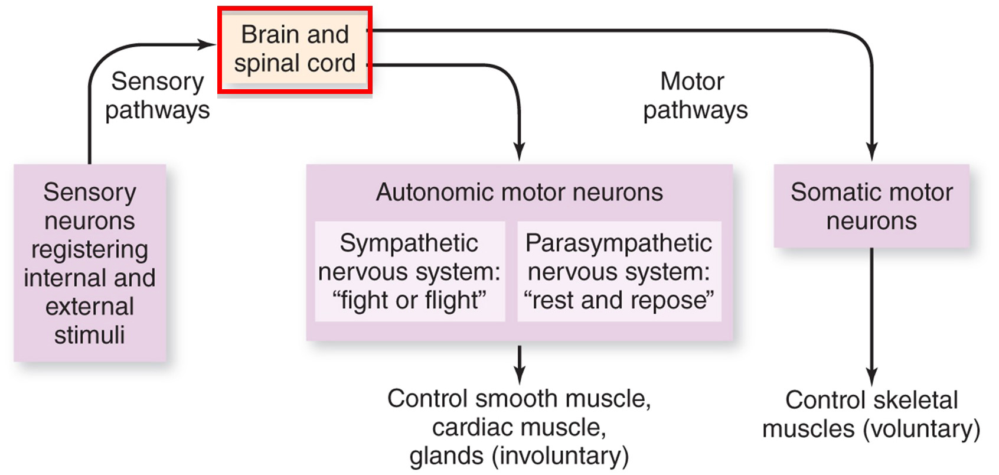 Brain and
spinal cord
Sensory
pathways
Motor
pathways
Sensory
neurons
registering
internal and
external
stimuli
Autonomic motor neurons
Sympathetic
nervous system:
“fight or flight”
Parasympathetic
nervous system:
“rest and repose”
Somatic motor
neurons
Control smooth muscle,
cardiac muscle,
glands (involuntary)
Control skeletal
muscles (voluntary)